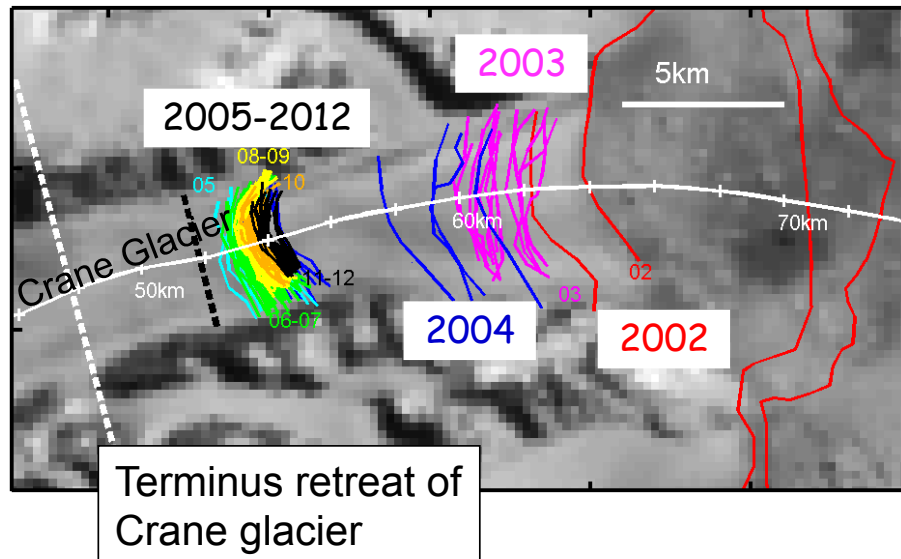 2003
5km
2005-2012
08-09
05
10
Crane Glacier
60km
70km
50km
11-12
02
03
06-07
2004
2002
Terminus retreat of
Crane glacier